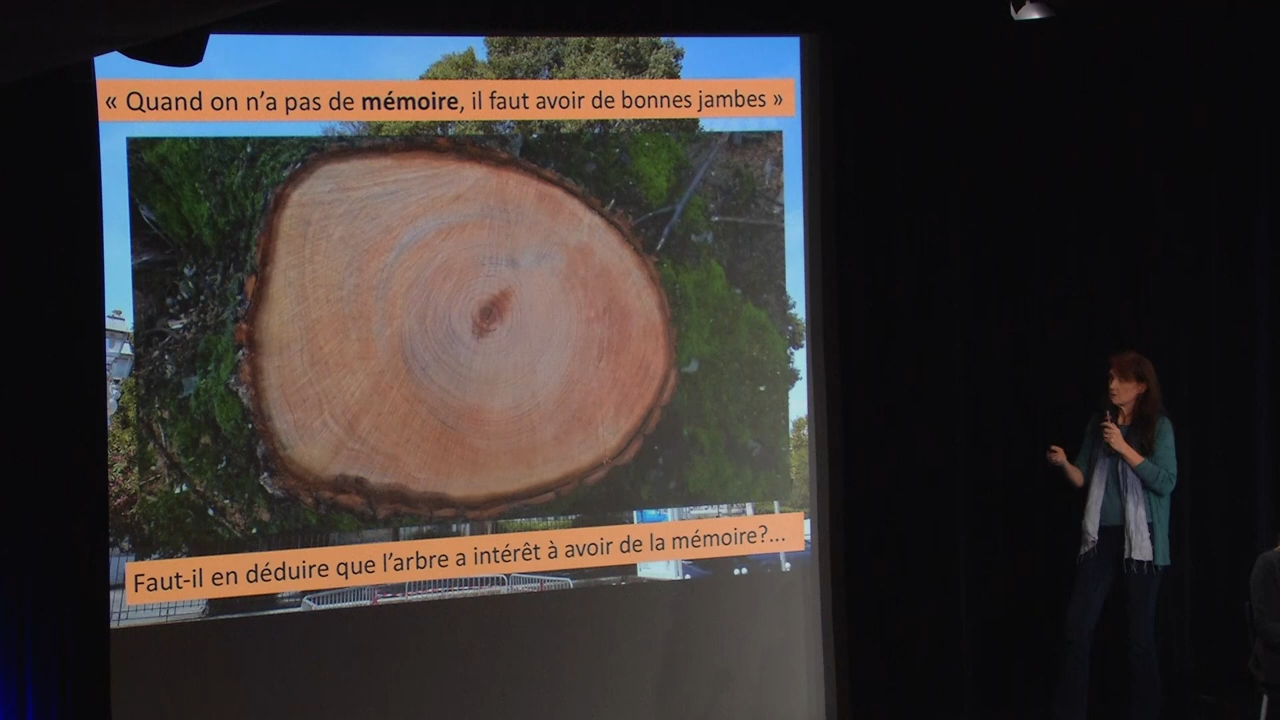 « Quand on n’a pas de mémoire, il faut avoir de bonnes jambes »
Faut-il en déduire que l’arbre a intérêt à avoir de la mémoire?...